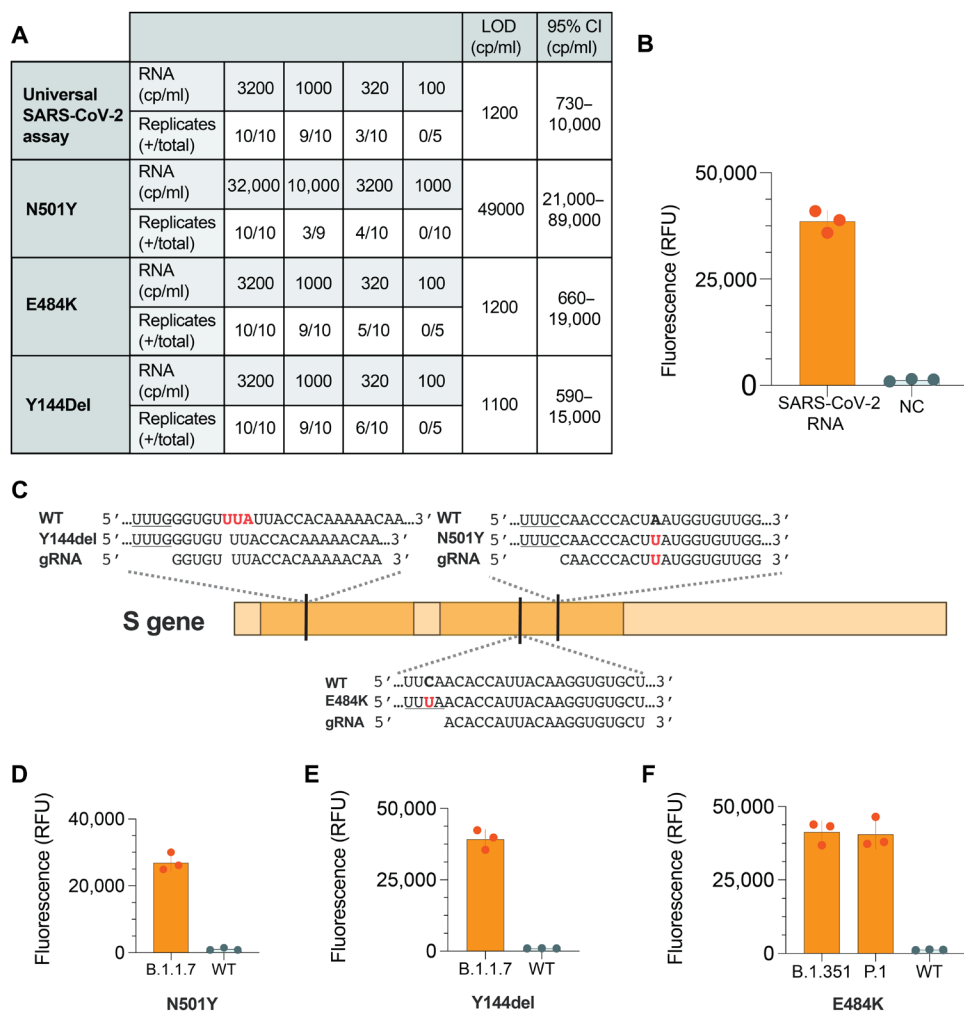 A
LOD (cp/ml)
95% CI (cp/ml)
Universal SARS-CoV-2 assay
RNA (cp/ml)
3200 1000 320 100
Replicates (+/total)
10/10 9/10 3/10 0/5
1200
730–10,000
N501Y
RNA (cp/ml)
32,000 10,000 3200 1000
Replicates (+/total)
10/10 3/9 4/10 0/10
49000
21,000–89,000
E484K
RNA (cp/ml)
3200 1000 320 100
Replicates (+/total)
10/10 9/10 5/10 0/5
1200
660–19,000
Y144Del
RNA (cp/ml)
3200 1000 320 100
Replicates (+/total)
10/10 9/10 6/10 0/5
1100
590–15,000
B
Fluorescence (RFU)
50,000
25,000
0
SARS-CoV-2 RNA
NC
C
WT 5′…UUUGGGUGUUUAUUACCACAAAAACAA…3′
Y144del 5′…UUUGGGUGU UUACCACAAAAACAA…3′
gRNA 5′ GGUGU UUACCACAAAAACAA 3′
WT 5′…UUUCCAACCCACUAAUGGUGUUGG…3′
N501Y 5′…UUUCCAACCCACUUAUGGUGUUGG…3′
gRNA 5′ CAACCCACUUAUGGUGUUGG 3′
S gene
WT 5′…UUCAACACCAUUACAAGGUGUGCU…3′
E484K 5′…UUUAACACCAUUACAAGGUGUGCU…3′
gRNA 5′ ACACCAUUACAAGGUGUGCU 3′
D
Fluorescence (RFU)
40,000
20,000
0
B.1.1.7
WT
N501Y
E
Fluorescence (RFU)
50,000
25,000
0
B.1.1.7
WT
Y144del
F
Fluorescence (RFU)
50,000
25,000
0
B.1.351
P.1
WT
E484K